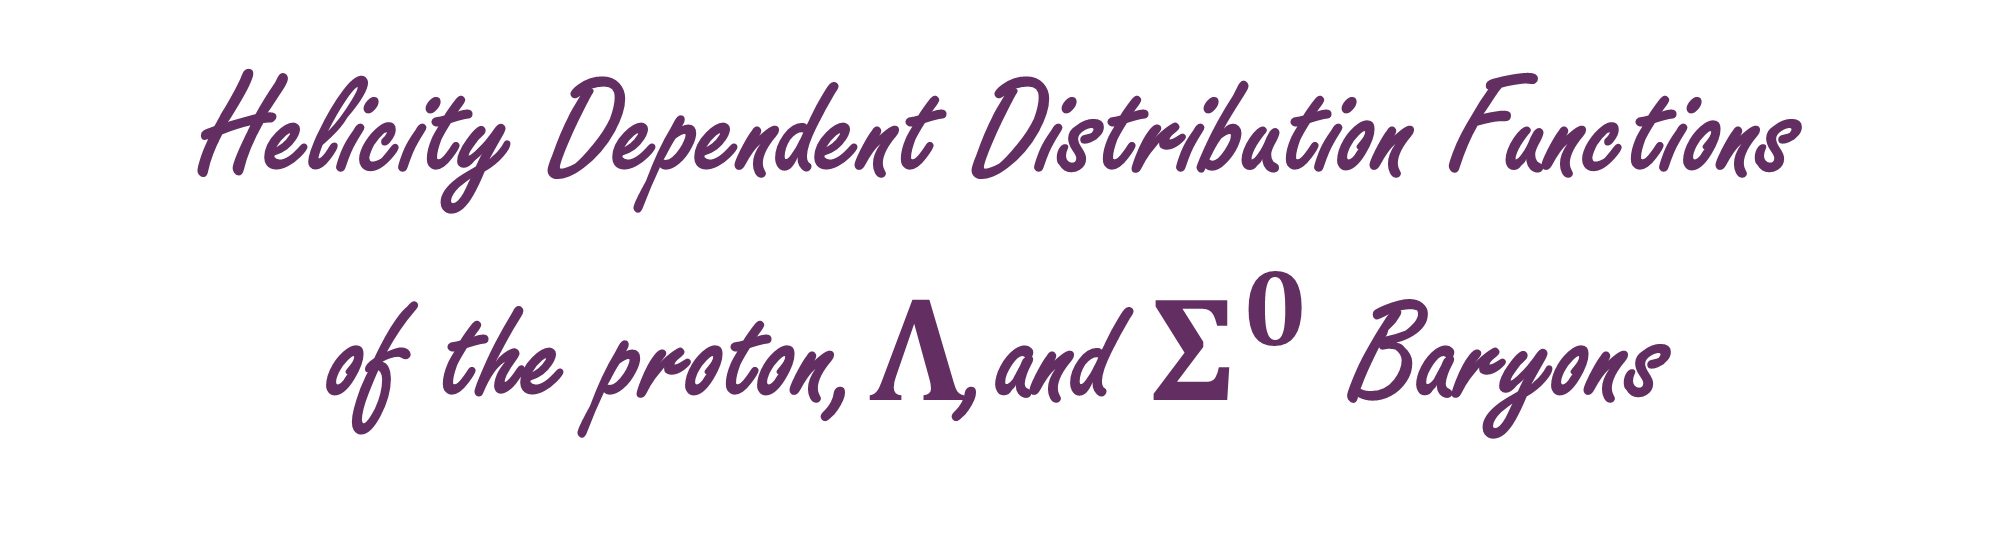 Helicity Dependent Distribution Functions
of the proton, Λ, and Σ⁰ Baryons